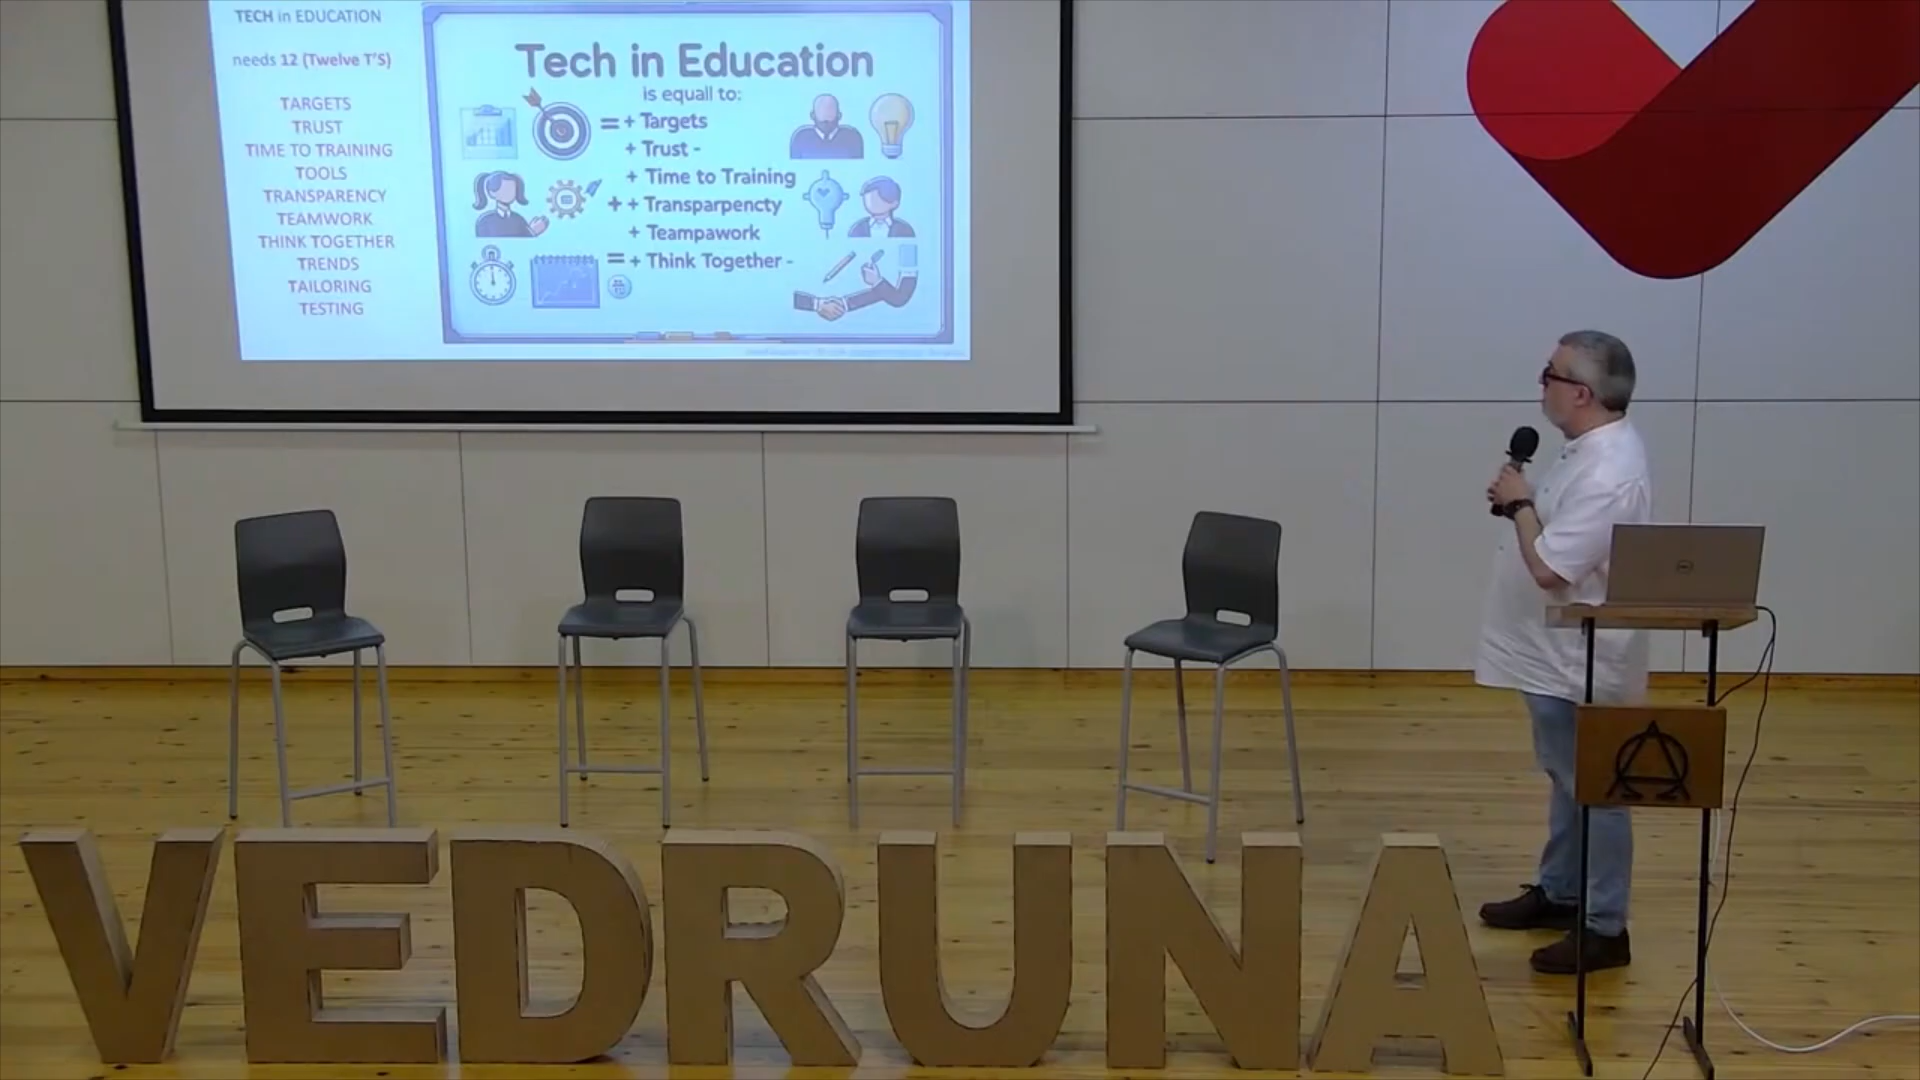 TECH in EDUCATION
needs 12 (Twelve T'S)
TARGETS
TRUST
TIME TO TRAINING
TOOLS
TRANSPARENCY
TEAMWORK
THINK TOGETHER
TRENDS
TAILORING
TESTING
Tech in Education
is equall to:
= + Targets
+ Trust -
+ Time to Training
+ + Transparpencty
+ Teampawork
= + Think Together -
DELL
VEDRUNA